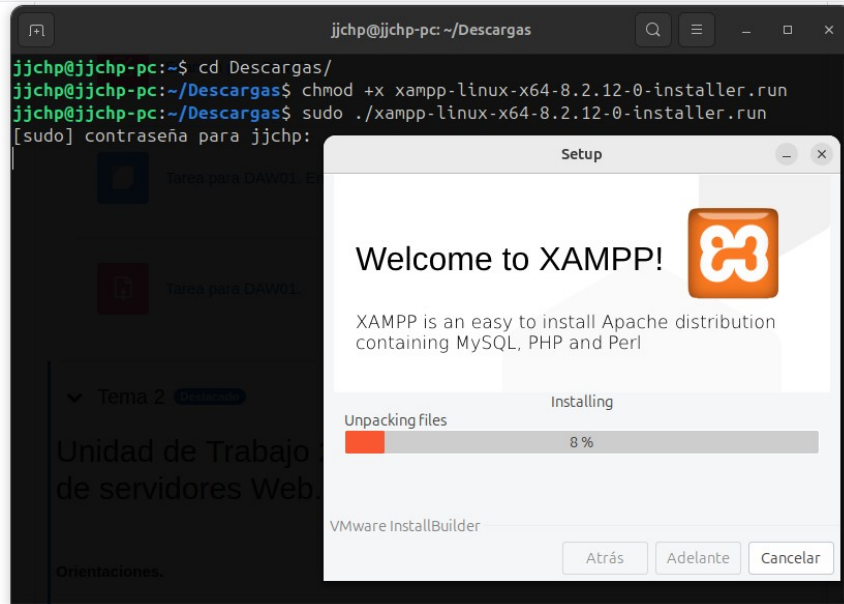 jjchp@jjchp-pc: ~/Descargas
jjchp@jjchp-pc:~$ cd Descargas/
jjchp@jjchp-pc:~/Descargas$ chmod +x xampp-linux-x64-8.2.12-0-installer.run
jjchp@jjchp-pc:~/Descargas$ sudo ./xampp-linux-x64-8.2.12-0-installer.run
[sudo] contraseña para jjchp:
Setup
Welcome to XAMPP!
XAMPP is an easy to install Apache distribution
containing MySQL, PHP and Perl
Installing
Unpacking files
8 %
VMware InstallBuilder
Atrás Adelante Cancelar
Tarea para DAW01. E
Tarea para DAW01.
Tema 2 Destacado
Unidad de Trabajo
de servidores Web.
Orientaciones.